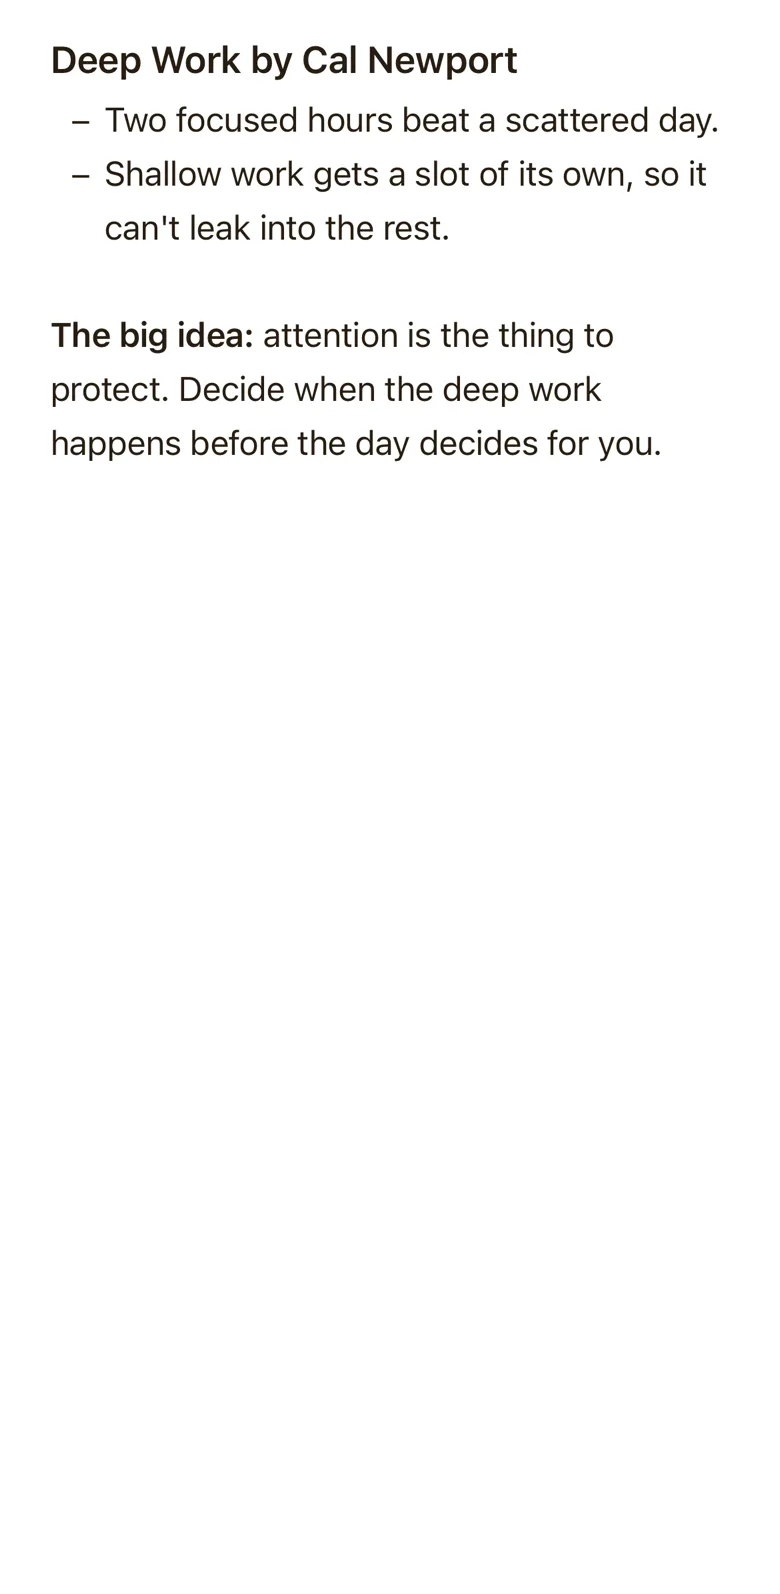 Deep Work by Cal Newport
– Two focused hours beat a scattered day.
– Shallow work gets a slot of its own, so it
can't leak into the rest.
The big idea: attention is the thing to
protect. Decide when the deep work
happens before the day decides for you.